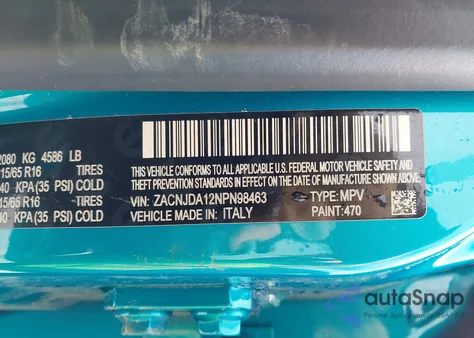 2080 KG 4586 LB
15/65 R16 TIRES
40 KPA(35 PSI) COLD
15/65 R16 TIRES
40 KPA(35 PSI) COLD
THIS VEHICLE CONFORMS TO ALL APPLICABLE U.S. FEDERAL MOTOR VEHICLE
SAFETY, BUMPER AND THEFT PREVENTION STANDARDS IN EFFECT
ON THE DATE OF MANUFACTURE SHOWN ABOVE.
VIN: ZACNJDA12NPN98463 TYPE: MPV
VEHICLE MADE IN: ITALY PAINT: 470
autoSnap